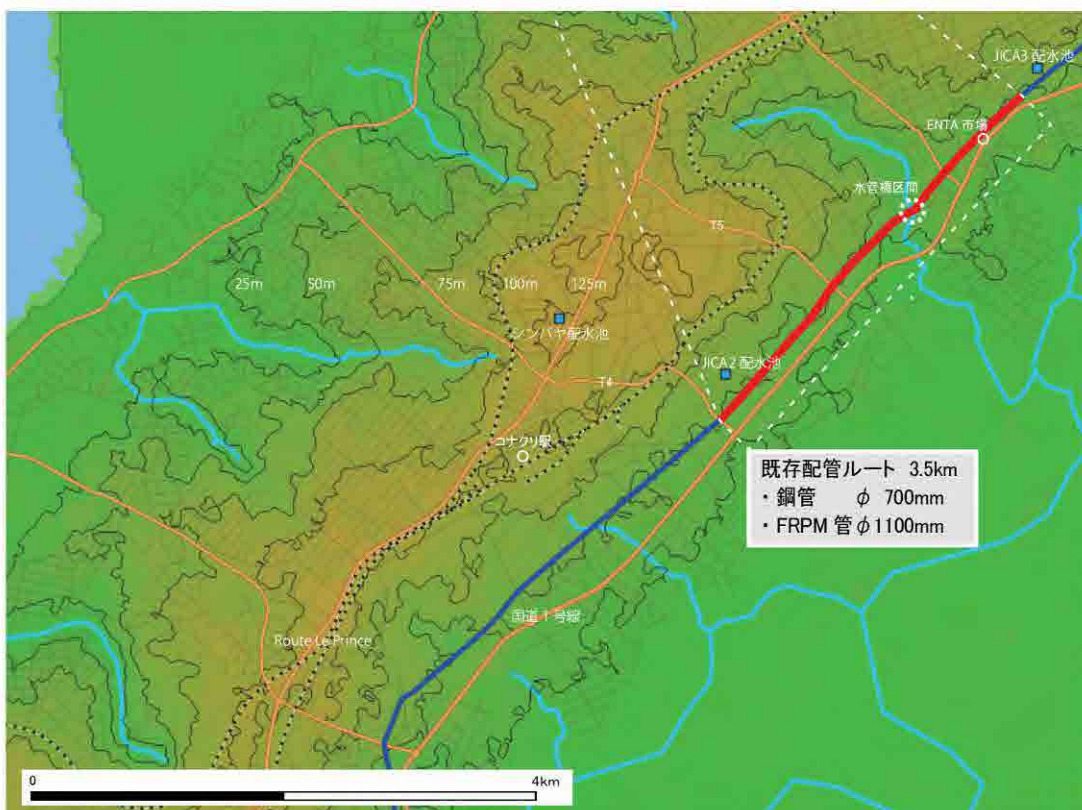 JICA3 配水池
ENTA 市場
水管橋区間
T5
25m
50m
75m
100m
125m
シンバヤ配水池
JICA2 配水池
T4
コナクリ駅
既存配管ルート 3.5km
・ 鋼管 φ 700mm
・ FRPM 管 φ1100mm
国道 1 号線
Route Le Prince
0
4km